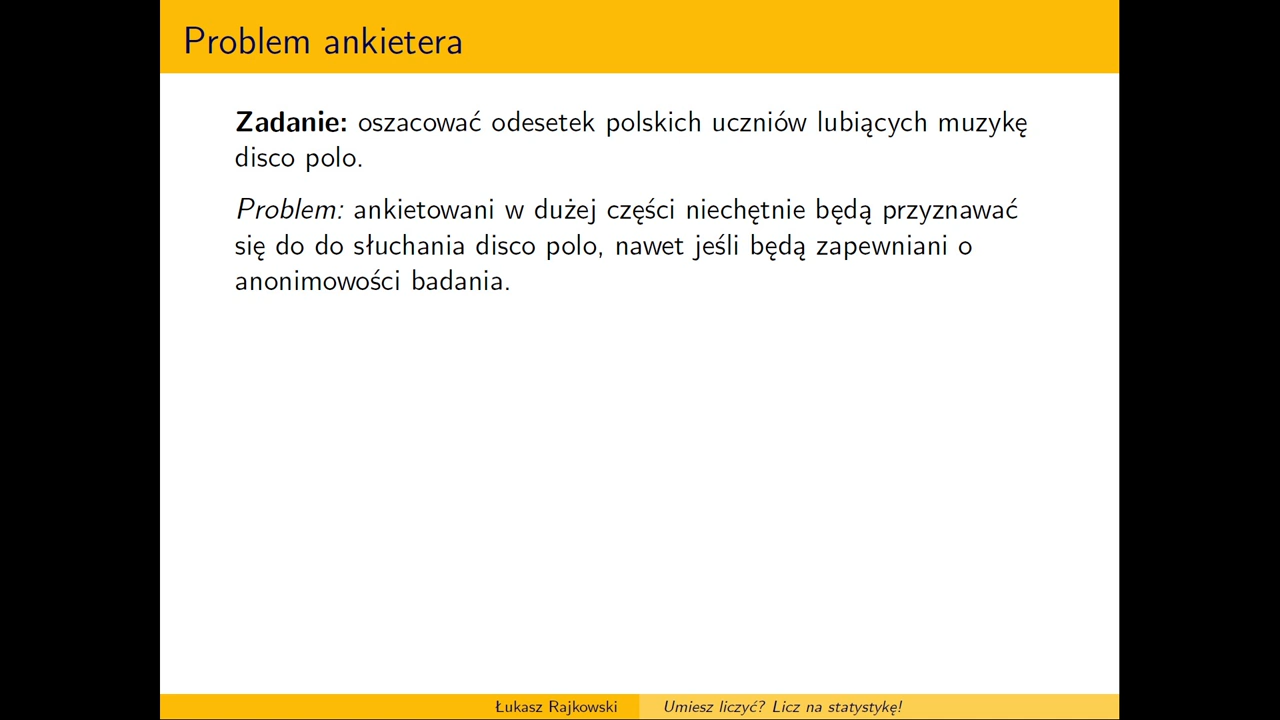 Problem ankietera
Zadanie: oszacować odesetek polskich uczniów lubiących muzykę
disco polo.
Problem: ankietowani w dużej części niechętnie będą przyznawać
się do do słuchania disco polo, nawet jeśli będą zapewniani o
anonimowości badania.
Łukasz Rajkowski
Umiesz liczyć? Licz na statystykę!